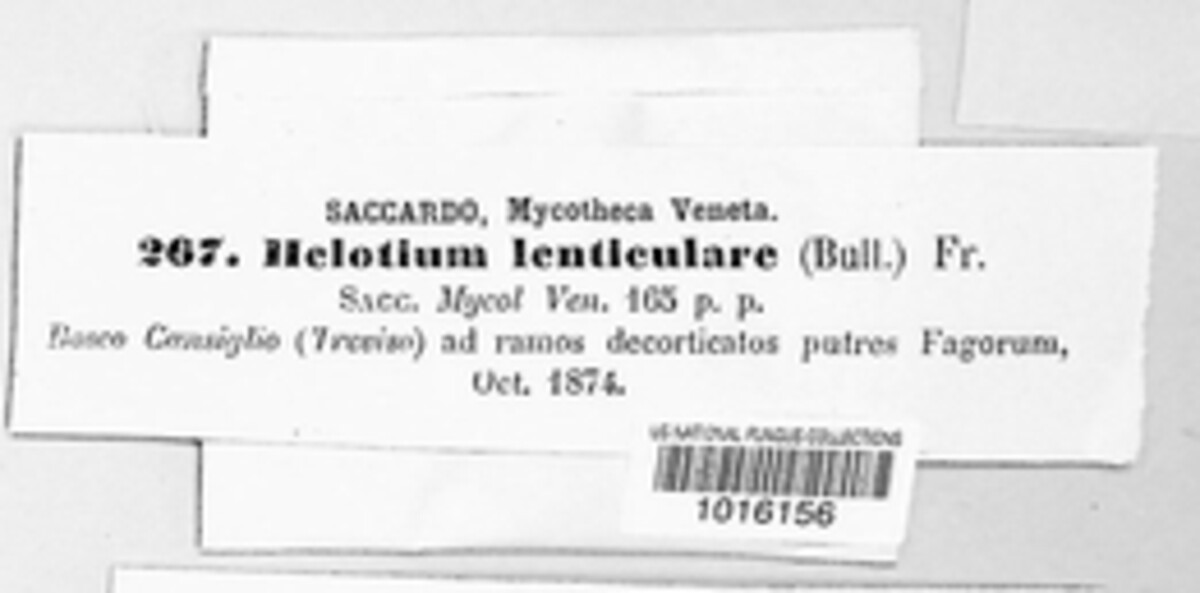 SACCARDO, Mycotheca Veneta.
267. Helotium lenticulare (Bull.) Fr.
SACC. Mycol Ven. 165 p. p.
Bosco Cansiglio (Treviso) ad ramos decorticatos putres Fagorum,
Oct. 1874.
US NATIONAL FUNGUS COLLECTIONS
1016156